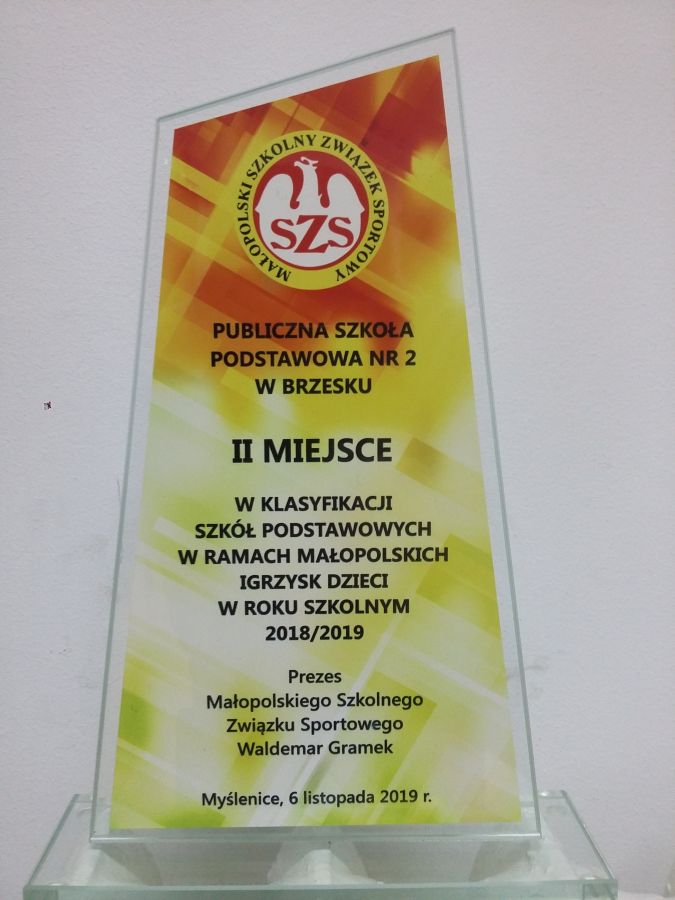 MAŁOPOLSKI SZKOLNY ZWIĄZEK SPORTOWY
SZS
PUBLICZNA SZKOŁA
PODSTAWOWA NR 2
W BRZESKU
II MIEJSCE
W KLASYFIKACJI
SZKÓŁ PODSTAWOWYCH
W RAMACH MAŁOPOLSKICH
IGRZYSK DZIECI
W ROKU SZKOLNYM
2018/2019
Prezes
Małopolskiego Szkolnego
Związku Sportowego
Waldemar Gramek
Myślenice, 6 listopada 2019 r.